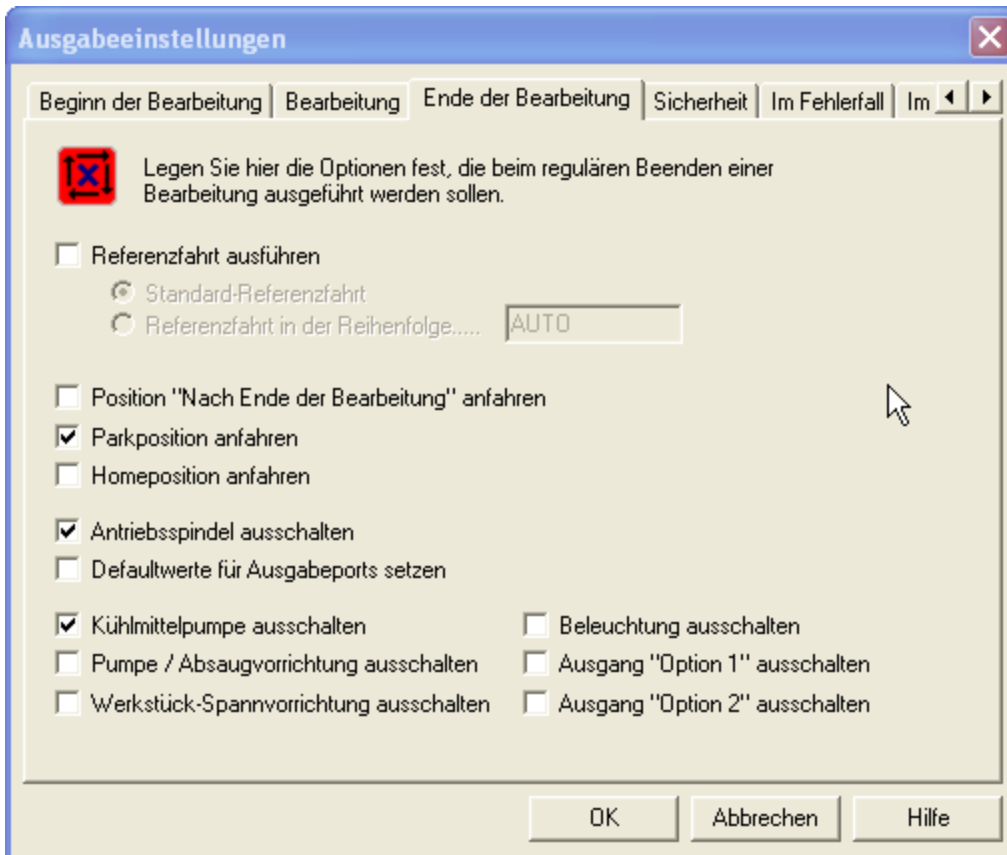 Ausgabeeinstellungen
Beginn der Bearbeitung Bearbeitung Ende der Bearbeitung Sicherheit Im Fehlerfall Im
Legen Sie hier die Optionen fest, die beim regulären Beenden einer
Bearbeitung ausgeführt werden sollen.
Referenzfahrt ausführen
Standard-Referenzfahrt
Referenzfahrt in der Reihenfolge..... AUTO
Position "Nach Ende der Bearbeitung" anfahren
Parkposition anfahren
Homeposition anfahren
Antriebsspindel ausschalten
Defaultwerte für Ausgabeports setzen
Kühlmittelpumpe ausschalten Beleuchtung ausschalten
Pumpe / Absaugvorrichtung ausschalten Ausgang "Option 1" ausschalten
Werkstück-Spannvorrichtung ausschalten Ausgang "Option 2" ausschalten
OK Abbrechen Hilfe